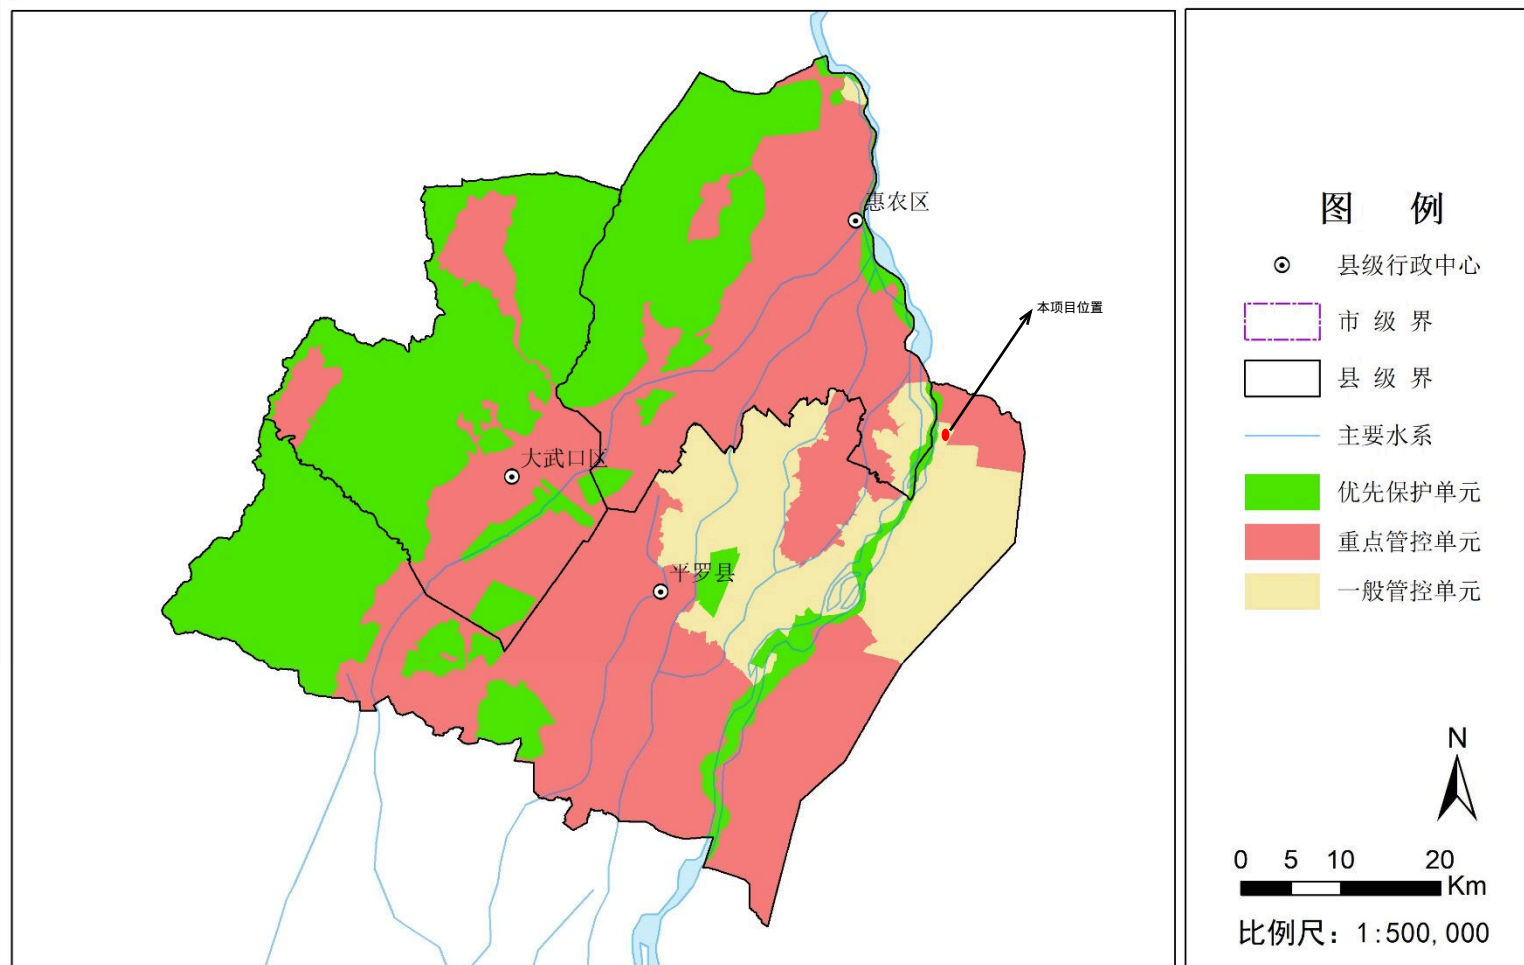 惠农区
本项目位置
大武口区
平罗县
图 例
县级行政中心
市 级 界
县 级 界
主要水系
优先保护单元
重点管控单元
一般管控单元
N
0 5 10 20
Km
比例尺：1:500,000